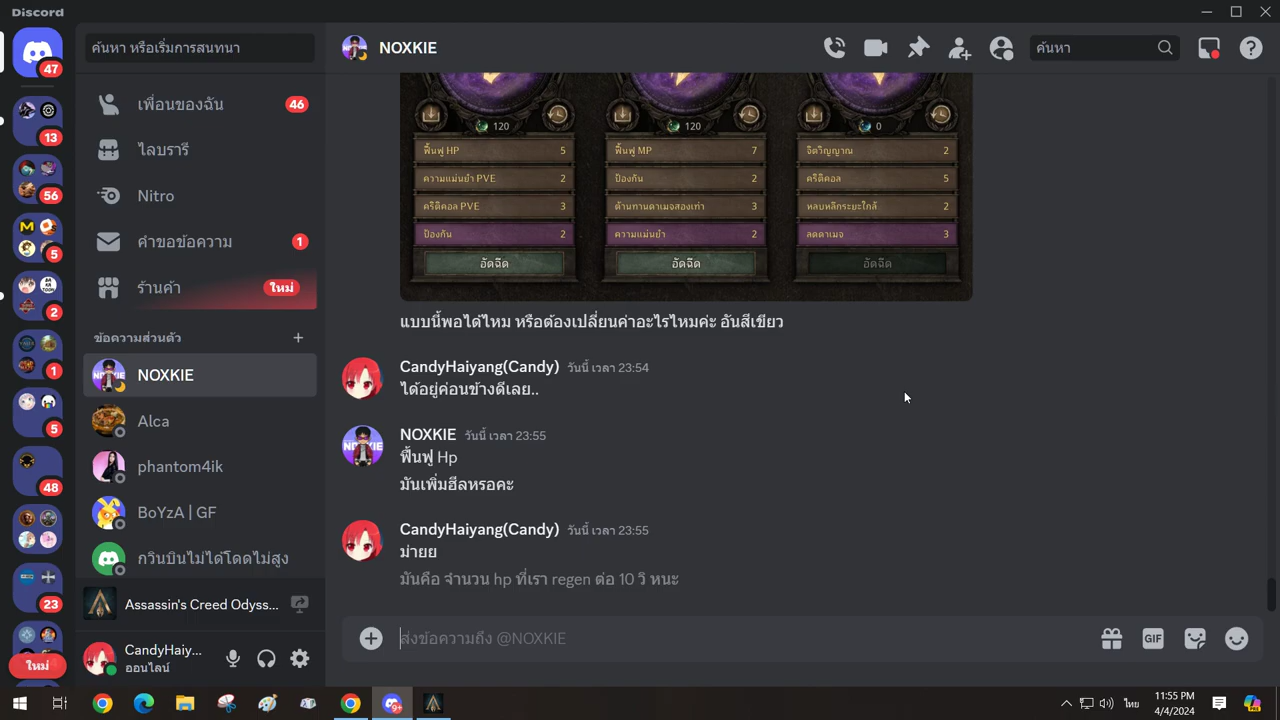 Discord
47
13
56
5
2
1
5
48
23
ใหม่
ค้นหา หรือเริ่มการสนทนา
เพื่อนของฉัน 46
ไลบรารี
Nitro
คำขอข้อความ 1
ร้านค้า ใหม่
ข้อความส่วนตัว
NOXKIE
Alca
phantom4ik
BoYzA | GF
กวินบินไม่ได้โดดไม่สูง
Assassin's Creed Odyss...
CandyHaiy...
ออนไลน์
NOXKIE
ค้นหา
120 120 0
ฟื้นฟู HP 5 ฟื้นฟู MP 7 จิตวิญญาณ 2
ความแม่นยำ PVE 2 ป้องกัน 2 คริติคอล 5
คริติคอล PVE 3 ต้านทานดาเมจสองเท่า 3 หลบหลีกระยะใกล้ 2
ป้องกัน 2 ความแม่นยำ 2 ลดดาเมจ 3
อัดฉีด อัดฉีด อัดฉีด
แบบนี้พอได้ไหม หรือต้องเปลี่ยนค่าอะไรไหมค่ะ อันสีเขียว
CandyHaiyang(Candy) วันนี้ เวลา 23:54
ได้อยู่ค่อนข้างดีเลย..
NOXKIE วันนี้ เวลา 23:55
ฟื้นฟู Hp
มันเพิ่มฮีลหรอคะ
CandyHaiyang(Candy) วันนี้ เวลา 23:55
ม่ายย
มันคือ จำนวน hp ที่เรา regen ต่อ 10 วิ หนะ
ส่งข้อความถึง @NOXKIE
GIF
9+
ไทย
11:55 PM
4/4/2024
PRE